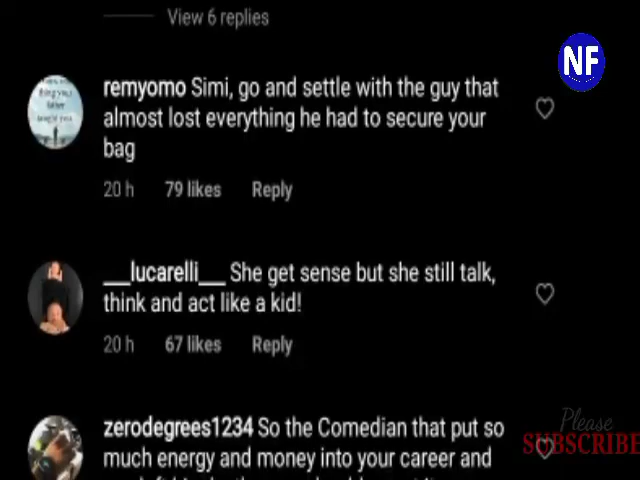 View 6 replies
NF
remyomo Simi, go and settle with the guy that
almost lost everything he had to secure your
bag
20 h 79 likes Reply
___lucarelli___ She get sense but she still talk,
think and act like a kid!
20 h 67 likes Reply
zerodegrees1234 So the Comedian that put so
much energy and money into your career and
Please
SUBSCRIBE